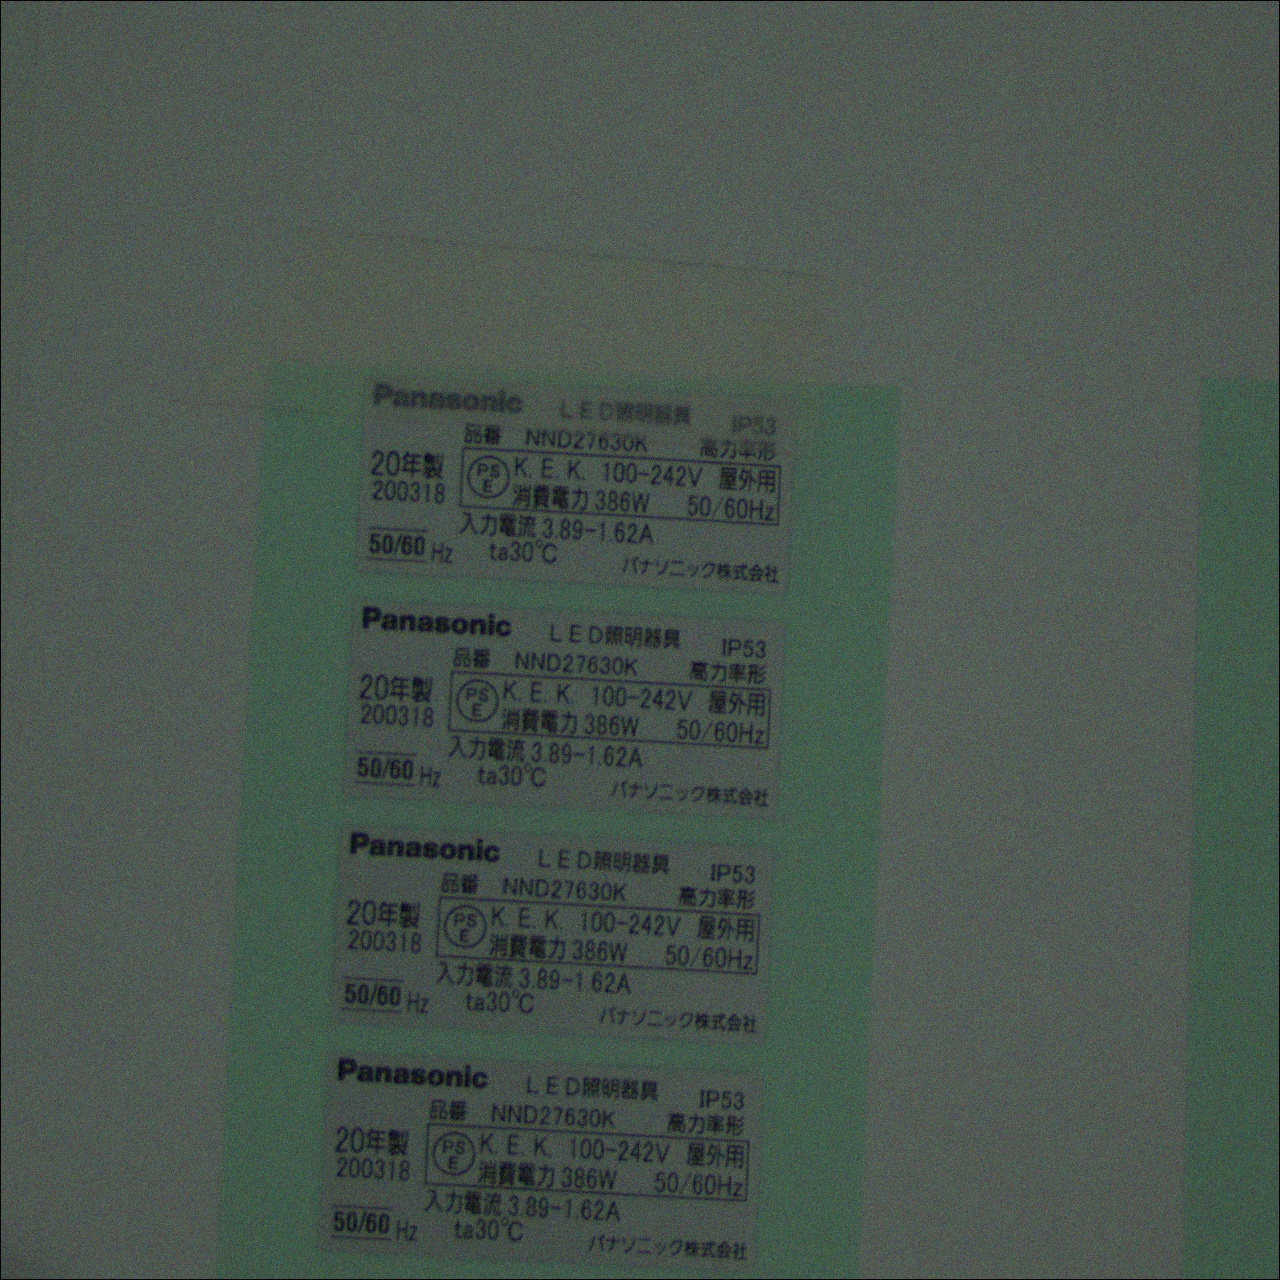 Panasonic LED照明器具 IP53
品番 NND27630K 高力率形
20年製 PSE K.E.K. 100-242V 屋外用
200318 消費電力 386W 50/60Hz
入力電流 3.89-1.62A
50/60 Hz ta30℃ パナソニック株式会社
Panasonic LED照明器具 IP53
品番 NND27630K 高力率形
20年製 PSE K.E.K. 100-242V 屋外用
200318 消費電力 386W 50/60Hz
入力電流 3.89-1.62A
50/60 Hz ta30℃ パナソニック株式会社
Panasonic LED照明器具 IP53
品番 NND27630K 高力率形
20年製 PSE K.E.K. 100-242V 屋外用
200318 消費電力 386W 50/60Hz
入力電流 3.89-1.62A
50/60 Hz ta30℃ パナソニック株式会社
Panasonic LED照明器具 IP53
品番 NND27630K 高力率形
20年製 PSE K.E.K. 100-242V 屋外用
200318 消費電力 386W 50/60Hz
入力電流 3.89-1.62A
50/60 Hz ta30℃ パナソニック株式会社